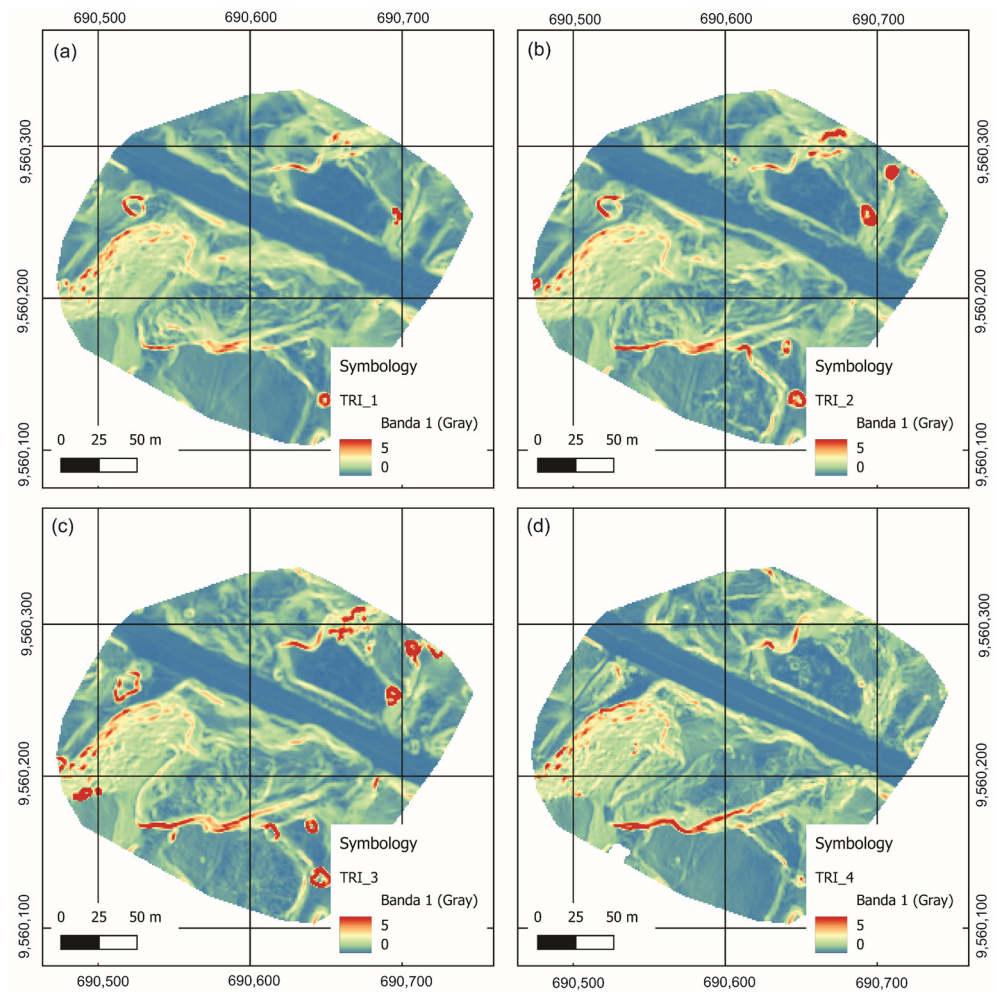 690,500 690,600 690,700 690,500 690,600 690,700
(a)
9,560,300
9,560,200
9,560,100
Symbology
TRI_1
Banda 1 (Gray)
5
0
0 25 50 m
(b)
9,560,300
9,560,200
9,560,100
Symbology
TRI_2
Banda 1 (Gray)
5
0
0 25 50 m
(c)
9,560,300
9,560,200
9,560,100
Symbology
TRI_3
Banda 1 (Gray)
5
0
0 25 50 m
(d)
9,560,300
9,560,200
9,560,100
Symbology
TRI_4
Banda 1 (Gray)
5
0
0 25 50 m
690,500 690,600 690,700 690,500 690,600 690,700